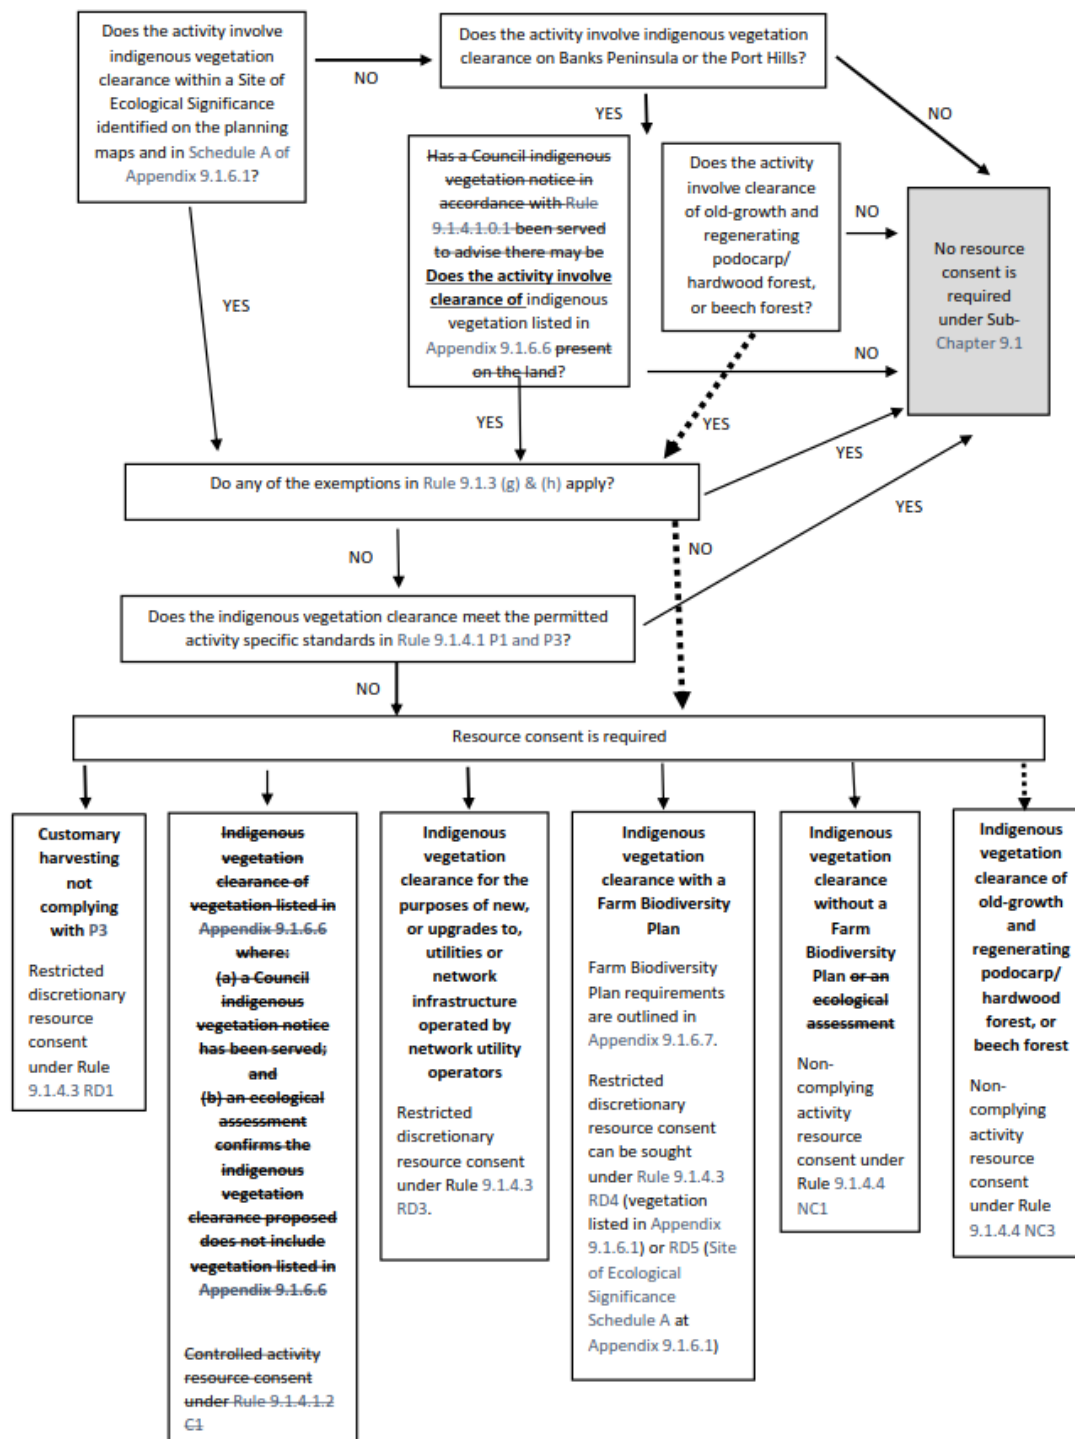 Does the activity involve
indigenous vegetation
clearance within a Site of
Ecological Significance
identified on the planning
maps and in Schedule A of
Appendix 9.1.6.1?
NO
Does the activity involve indigenous vegetation
clearance on Banks Peninsula or the Port Hills?
NO
YES
Has a Council indigenous
vegetation notice in
accordance with Rule
9.1.4.1.0.1 been served
to advise there may be
Does the activity involve
clearance of indigenous
vegetation listed in
Appendix 9.1.6.6 present
on the land?
Does the activity
involve clearance
of old-growth and
regenerating
podocarp/
hardwood forest,
or beech forest?
NO
No resource
consent is
required
under Sub-
Chapter 9.1
YES
NO
YES
YES
YES
Do any of the exemptions in Rule 9.1.3 (g) & (h) apply?
YES
NO
NO
Does the indigenous vegetation clearance meet the permitted
activity specific standards in Rule 9.1.4.1 P1 and P3?
NO
Resource consent is required
Customary
harvesting
not
complying
with P3
Restricted
discretionary
resource
consent
under Rule
9.1.4.3 RD1
Indigenous
vegetation
clearance of
vegetation listed in
Appendix 9.1.6.6
where:
(a) a Council
indigenous
vegetation notice
has been served;
and
(b) an ecological
assessment
confirms the
indigenous
vegetation
clearance proposed
does not include
vegetation listed in
Appendix 9.1.6.6
Controlled activity
resource consent
under Rule 9.1.4.1.2
C1
Indigenous
vegetation
clearance for the
purposes of new,
or upgrades to,
utilities or
network
infrastructure
operated by
network utility
operators
Restricted
discretionary
resource consent
under Rule 9.1.4.3
RD3.
Indigenous
vegetation
clearance with a
Farm Biodiversity
Plan
Farm Biodiversity
Plan requirements
are outlined in
Appendix 9.1.6.7.
Restricted
discretionary
resource consent
can be sought
under Rule 9.1.4.3
RD4 (vegetation
listed in Appendix
9.1.6.1) or RD5 (Site
of Ecological
Significance
Schedule A at
Appendix 9.1.6.1)
Indigenous
vegetation
clearance
without a
Farm
Biodiversity
Plan or an
ecological
assessment
Non-
complying
activity
resource
consent under
Rule 9.1.4.4
NC1
Indigenous
vegetation
clearance of
old-growth
and
regenerating
podocarp/
hardwood
forest, or
beech forest
Non-
complying
activity
resource
consent
under Rule
9.1.4.4 NC3